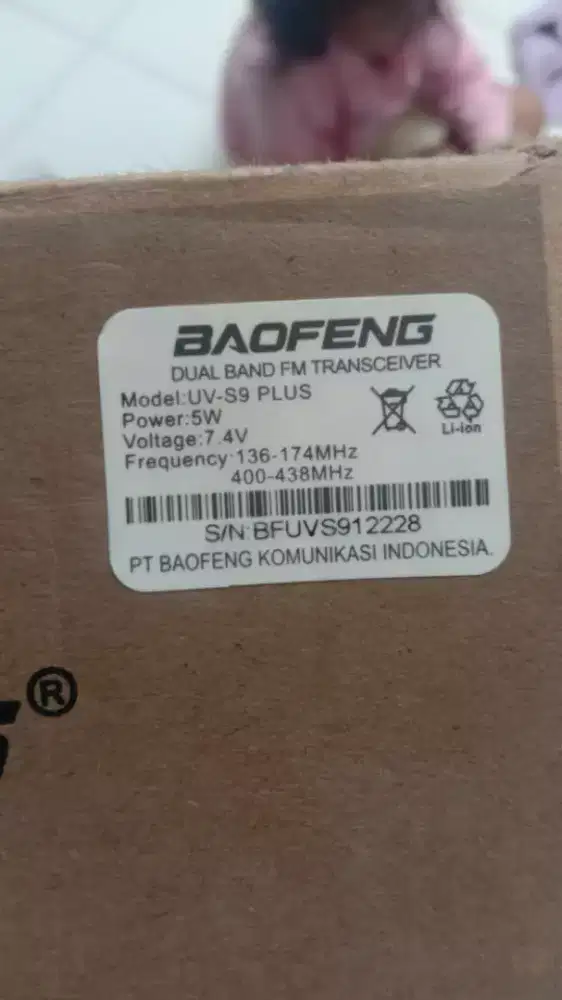 BAOFENG
DUAL BAND FM TRANSCEIVER
Model:UV-S9 PLUS
Power:5W
Voltage:7.4V
Frequency:136-174MHz
400-438MHz
Li-ion
S/N:BFUVS912228
PT BAOFENG KOMUNIKASI INDONESIA.
®